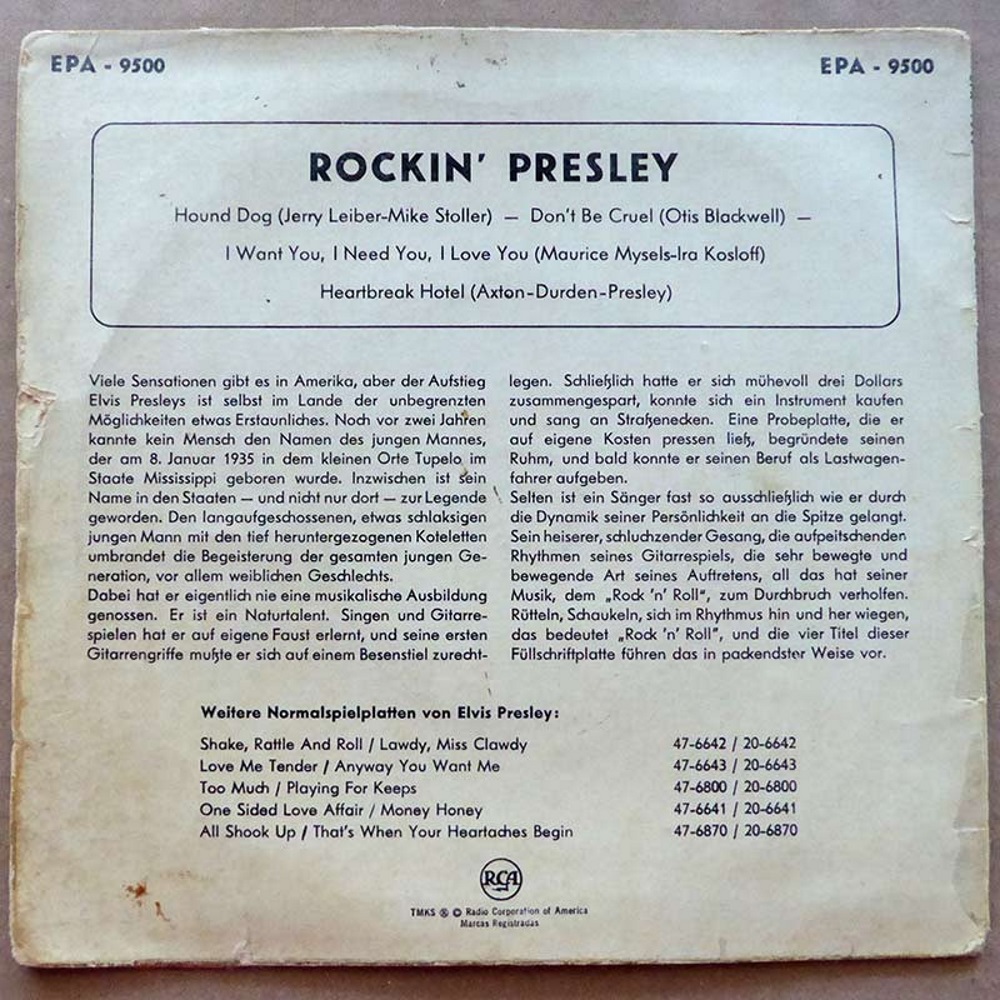 EPA - 9500
EPA - 9500
ROCKIN' PRESLEY
Hound Dog (Jerry Leiber-Mike Stoller) — Don't Be Cruel (Otis Blackwell) —
I Want You, I Need You, I Love You (Maurice Mysels-Ira Kosloff)
Heartbreak Hotel (Axton-Durden-Presley)
Viele Sensationen gibt es in Amerika, aber der Aufstieg
Elvis Presleys ist selbst im Lande der unbegrenzten
Möglichkeiten etwas Erstaunliches. Noch vor zwei Jahren
kannte kein Mensch den Namen des jungen Mannes,
der am 8. Januar 1935 in dem kleinen Orte Tupelo im
Staate Mississippi geboren wurde. Inzwischen ist sein
Name in den Staaten — und nicht nur dort — zur Legende
geworden. Den langaufgeschossenen, etwas schlaksigen
jungen Mann mit den tief heruntergezogenen Koteletten
umbrandet die Begeisterung der gesamten jungen Ge-
neration, vor allem weiblichen Geschlechts.
Dabei hat er eigentlich nie eine musikalische Ausbildung
genossen. Er ist ein Naturtalent. Singen und Gitarre-
spielen hat er auf eigene Faust erlernt, und seine ersten
Gitarrengriffe mußte er sich auf einem Besenstiel zurecht-
legen. Schließlich hatte er sich mühevoll drei Dollars
zusammengespart, konnte sich ein Instrument kaufen
und sang an Straßenecken. Eine Probeplatte, die er
auf eigene Kosten pressen ließ, begründete seinen
Ruhm, und bald konnte er seinen Beruf als Lastwagen-
fahrer aufgeben.
Selten ist ein Sänger fast so ausschließlich wie er durch
die Dynamik seiner Persönlichkeit an die Spitze gelangt.
Sein heiserer, schluchzender Gesang, die aufpeitschenden
Rhythmen seines Gitarrespiels, die sehr bewegte und
bewegende Art seines Auftretens, all das hat seiner
Musik, dem „Rock 'n' Roll", zum Durchbruch verholfen.
Rütteln, Schaukeln, sich im Rhythmus hin und her wiegen,
das bedeutet „Rock 'n' Roll", und die vier Titel dieser
Füllschriftplatte führen das in packendster Weise vor.
Weitere Normalspielplatten von Elvis Presley:
Shake, Rattle And Roll / Lawdy, Miss Clawdy 47-6642 / 20-6642
Love Me Tender / Anyway You Want Me 47-6643 / 20-6643
Too Much / Playing For Keeps 47-6800 / 20-6800
One Sided Love Affair / Money Honey 47-6641 / 20-6641
All Shook Up / That's When Your Heartaches Begin 47-6870 / 20-6870
RCA
TMKS ® © Radio Corporation of America
Marcas Registradas